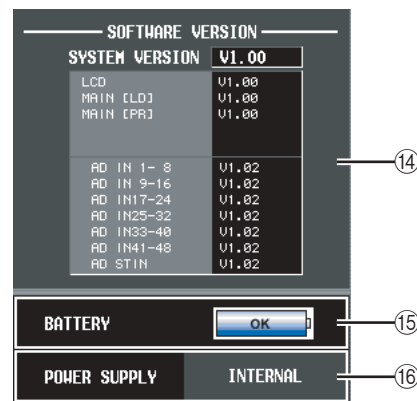 SOFTWARE VERSION
SYSTEM VERSION V1.00
LCD V1.00
MAIN [LD] V1.00
MAIN [PR] V1.00
AD IN 1- 8 V1.02
AD IN 9-16 V1.02
AD IN17-24 V1.02
AD IN25-32 V1.02
AD IN33-40 V1.02
AD IN41-48 V1.02
AD STIN V1.02
⑭
BATTERY OK ⑮
POWER SUPPLY INTERNAL ⑯